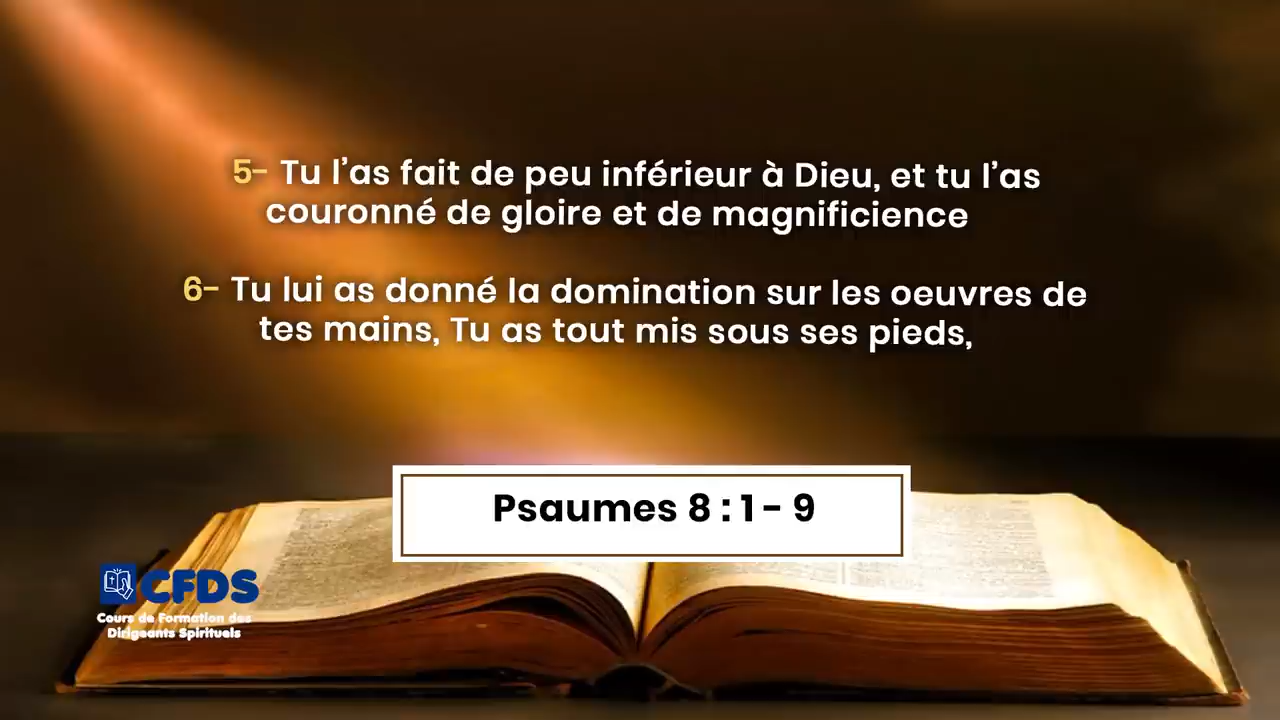 5- Tu l’as fait de peu inférieur à Dieu, et tu l’as
couronné de gloire et de magnificience
6- Tu lui as donné la domination sur les oeuvres de
tes mains, Tu as tout mis sous ses pieds,
Psaumes 8 : 1 - 9
CFDS
Cours de Formation des
Dirigeants Spirituels